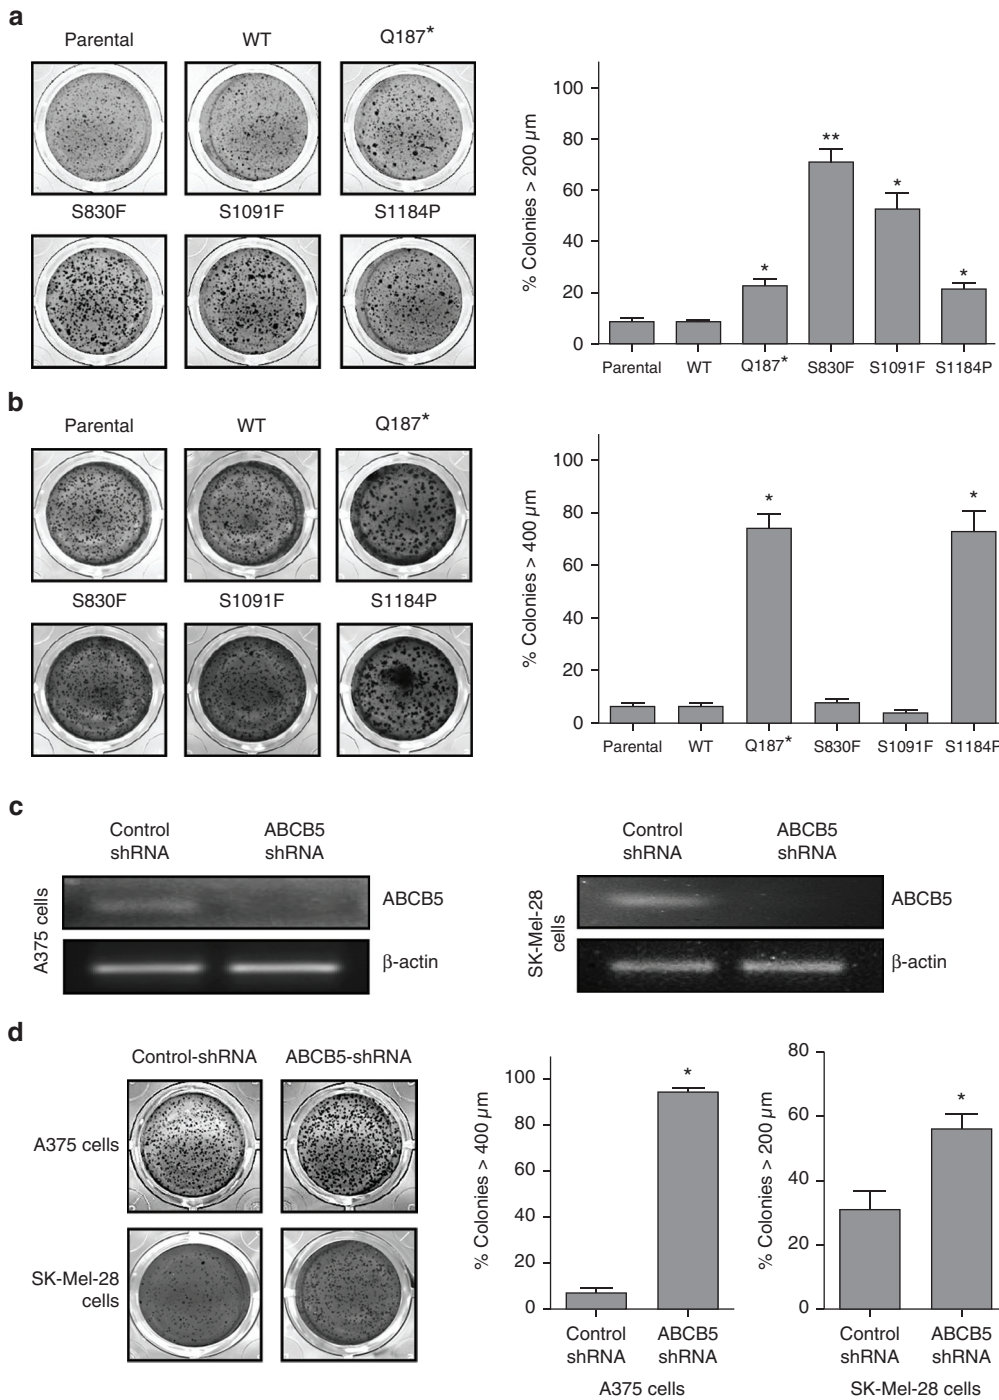 a
Parental WT Q187*
S830F S1091F S1184P
% Colonies > 200 µm
100
80
60
40
20
0
** * * *
Parental WT Q187* S830F S1091F S1184P
b
Parental WT Q187*
S830F S1091F S1184P
% Colonies > 400 µm
100
80
60
40
20
0
* *
Parental WT Q187* S830F S1091F S1184P
c
Control shRNA
ABCB5 shRNA
A375 cells
ABCB5
β-actin
Control shRNA
ABCB5 shRNA
SK-Mel-28 cells
ABCB5
β-actin
d
Control-shRNA ABCB5-shRNA
A375 cells
SK-Mel-28
cells
% Colonies > 400 µm
100
80
60
40
20
0
*
Control shRNA
ABCB5 shRNA
A375 cells
% Colonies > 200 µm
80
60
40
20
0
*
Control shRNA
ABCB5 shRNA
SK-Mel-28 cells